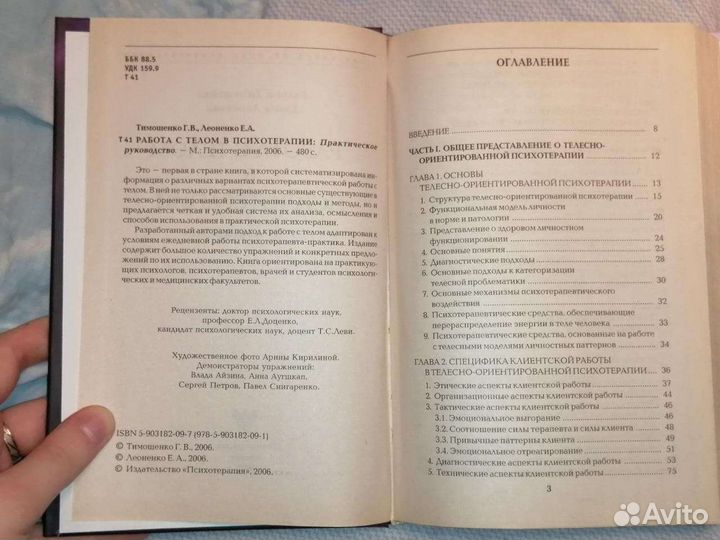 ББК 88.5
УДК 159.9
Т 41
Тимошенко Г.В., Леоненко Е.А.
Т 41 РАБОТА С ТЕЛОМ В ПСИХОТЕРАПИИ: Практическое
руководство. — М.: Психотерапия, 2006. — 480 с.
Это — первая в стране книга, в которой систематизирована ин-
формация о различных вариантах психотерапевтической работы с
телом. В ней не только рассматриваются основные существующие в
телесно-ориентированной психотерапии подходы и методы, но и
предлагается четкая и удобная система их анализа, осмысления и
способов использования в практической психотерапии.
Разработанный авторами подход к работе с телом адаптирован к
условиям ежедневной работы психотерапевта-практика. Издание
содержит большое количество упражнений и конкретных предло-
жений по их использованию. Книга ориентирована на практикую-
щих психологов, психотерапевтов, врачей и студентов психологичес-
ких и медицинских факультетов.
Рецензенты: доктор психологических наук,
профессор Е.Л.Доценко,
кандидат психологических наук, доцент Т.С.Леви.
Художественное фото Арины Кирилиной.
Демонстраторы упражнений:
Влада Айзина, Анна Аутшкап,
Сергей Петров, Павел Снигаренко.
ISBN 5-903182-09-7 (978-5-903182-09-1)
© Тимошенко Г. В., 2006.
© Леоненко Е. А., 2006.
© Издательство «Психотерапия», 2006.
ОГЛАВЛЕНИЕ
ВВЕДЕНИЕ 8
ЧАСТЬ I. ОБЩЕЕ ПРЕДСТАВЛЕНИЕ О ТЕЛЕСНО-
ОРИЕНТИРОВАННОЙ ПСИХОТЕРАПИИ 12
ГЛАВА 1. ОСНОВЫ
ТЕЛЕСНО-ОРИЕНТИРОВАННОЙ ПСИХОТЕРАПИИ 13
1. Структура телесно-ориентированной психотерапии 15
2. Функциональная модель личности
в норме и патологии 20
3. Представление о здоровом личностном
функционировании 24
4. Основные понятия 25
5. Диагностические подходы 28
6. Основные подходы к категоризации
телесной проблематики 30
7. Основные механизмы психотерапевтического
воздействия 32
8. Психотерапевтические средства, обеспечивающие
перераспределение энергии в теле человека 33
9. Психотерапевтические средства, основанные на работе
с телесными моделями личностных паттернов 34
ГЛАВА 2. СПЕЦИФИКА КЛИЕНТСКОЙ РАБОТЫ
В ТЕЛЕСНО-ОРИЕНТИРОВАННОЙ ПСИХОТЕРАПИИ 36
1. Этические аспекты клиентской работы 37
2. Организационные аспекты клиентской работы 44
3. Тактические аспекты клиентской работы 46
3.1. Эмоциональное выгорание 47
3.2. Соотношение силы терапевта и силы клиента 48
3.3. Привычные паттерны клиента 49
3.4. Эмоциональное отреагирование 51
4. Диагностические аспекты клиентской работы 53
5. Технические аспекты клиентской работы 75
3
Avito